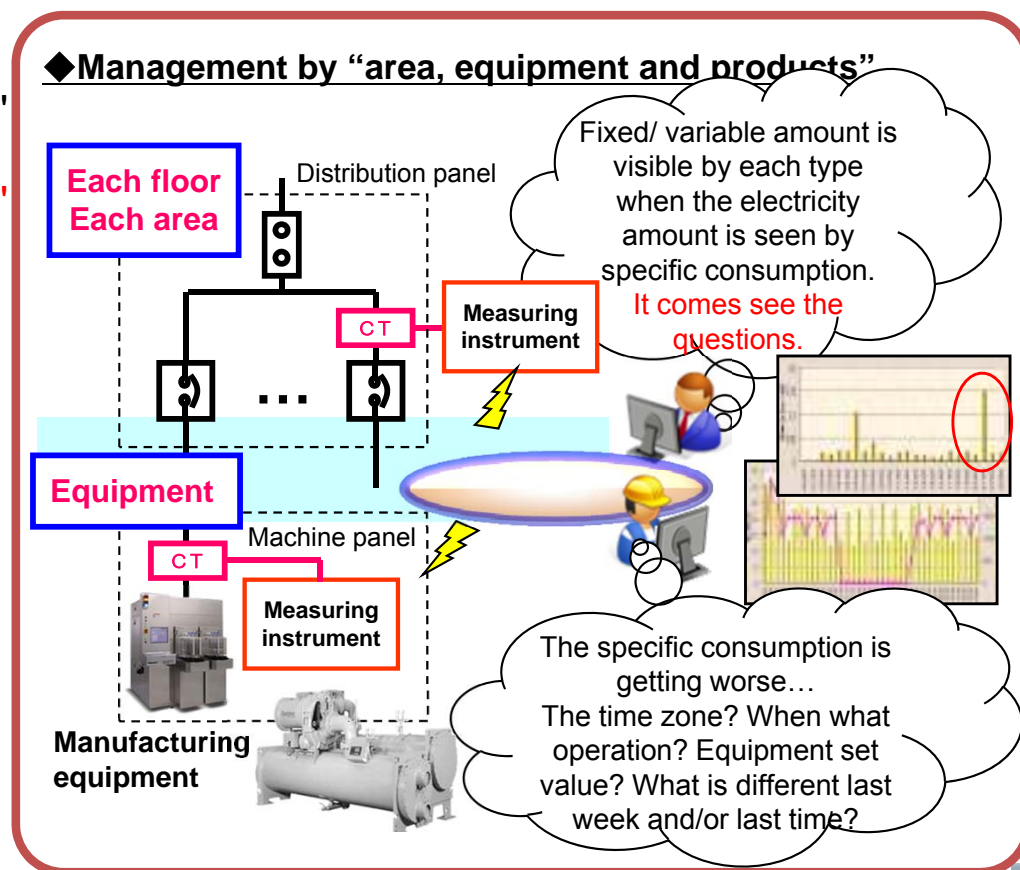 ◆Management by “area, equipment and products”
Each floor
Each area
Distribution panel
Fixed/ variable amount is
visible by each type
when the electricity
amount is seen by
specific consumption.
It comes see the
questions.
CT
Measuring
instrument
...
Equipment
Machine panel
CT
Measuring
instrument
Manufacturing
equipment
The specific consumption is
getting worse…
The time zone? When what
operation? Equipment set
value? What is different last
week and/or last time?